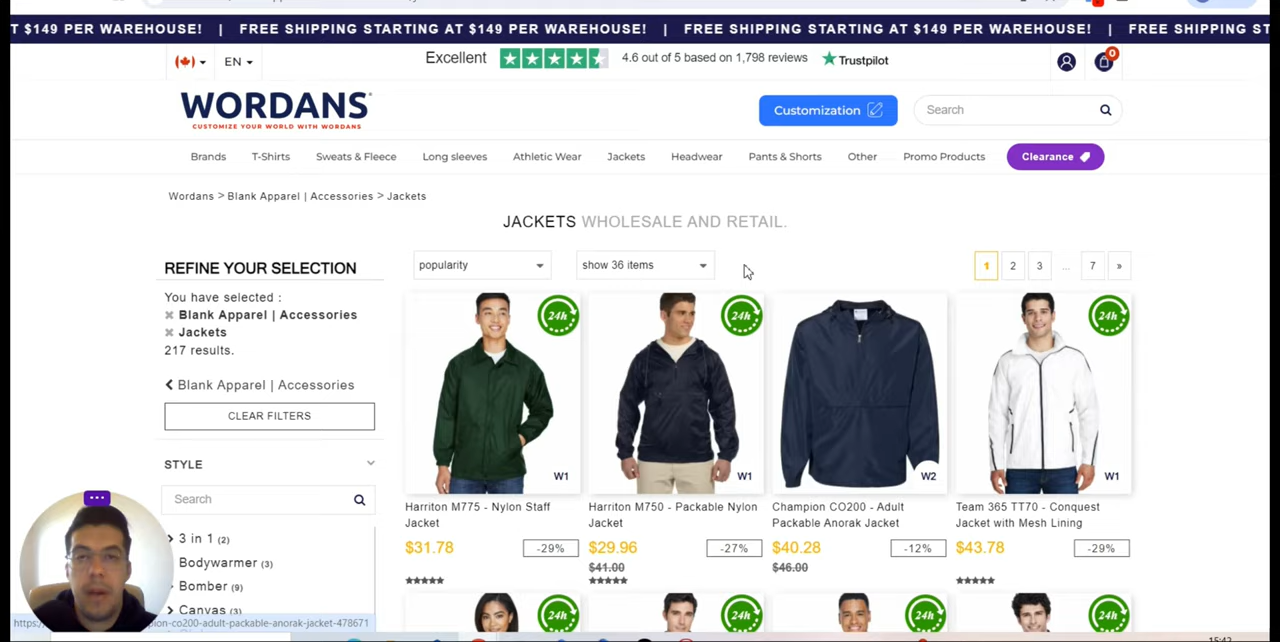 T $149 PER WAREHOUSE! | FREE SHIPPING STARTING AT $149 PER WAREHOUSE! | FREE SHIPPING STARTING AT $149 PER WAREHOUSE! | FREE SHIPPING ST
EN
Excellent
4.6 out of 5 based on 1,798 reviews
Trustpilot
0
WORDANS
CUSTOMIZE YOUR WORLD WITH WORDANS
Customization
Search
Brands T-Shirts Sweats & Fleece Long sleeves Athletic Wear Jackets Headwear Pants & Shorts Other Promo Products Clearance
Wordans > Blank Apparel | Accessories > Jackets
JACKETS WHOLESALE AND RETAIL.
REFINE YOUR SELECTION
You have selected :
✖ Blank Apparel | Accessories
✖ Jackets
217 results.
Blank Apparel | Accessories
CLEAR FILTERS
STYLE
Search
3 in 1 (2)
Bodywarmer (3)
Bomber (9)
Canvas (3)
popularity
show 36 items
1 2 3 ... 7 »
24h
W1
Harriton M775 - Nylon Staff
Jacket
$31.78
-29%
24h
W1
Harriton M750 - Packable Nylon
Jacket
$29.96
-27%
$41.00
W2
Champion CO200 - Adult
Packable Anorak Jacket
$40.28
-12%
$46.00
24h
W1
Team 365 TT70 - Conquest
Jacket with Mesh Lining
$43.78
-29%
24h
24h
24h
24h
pion-co200-adult-packable-anorak-jacket-478671
15:42